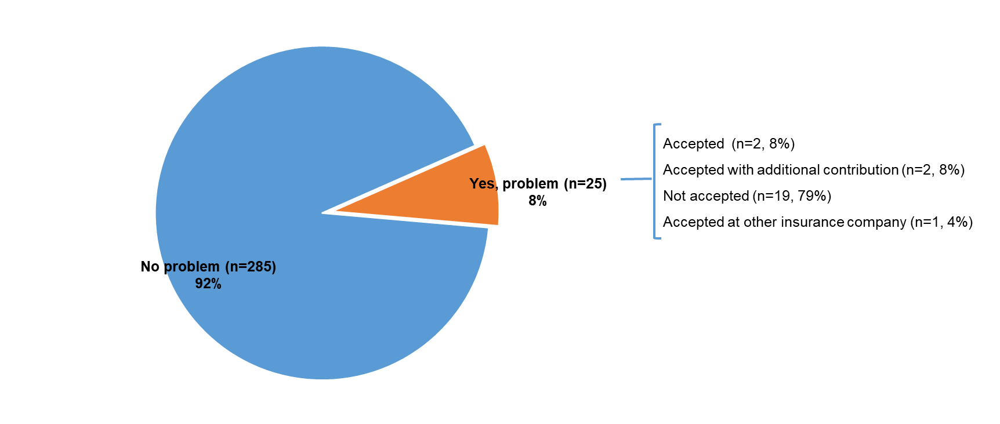 No problem (n=285)
92%
Yes, problem (n=25)
8%
Accepted  (n=2, 8%)
Accepted with additional contribution (n=2, 8%)
Not accepted (n=19, 79%)
Accepted at other insurance company (n=1, 4%)